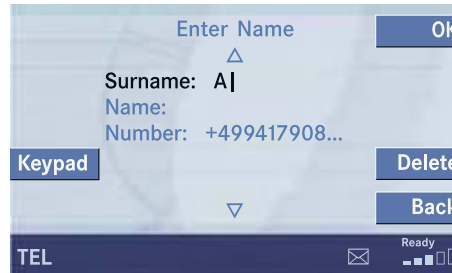 Enter Name
OK
Surname: A
Name:
Number: +499417908...
Keypad
Delete
Back
Ready
TEL